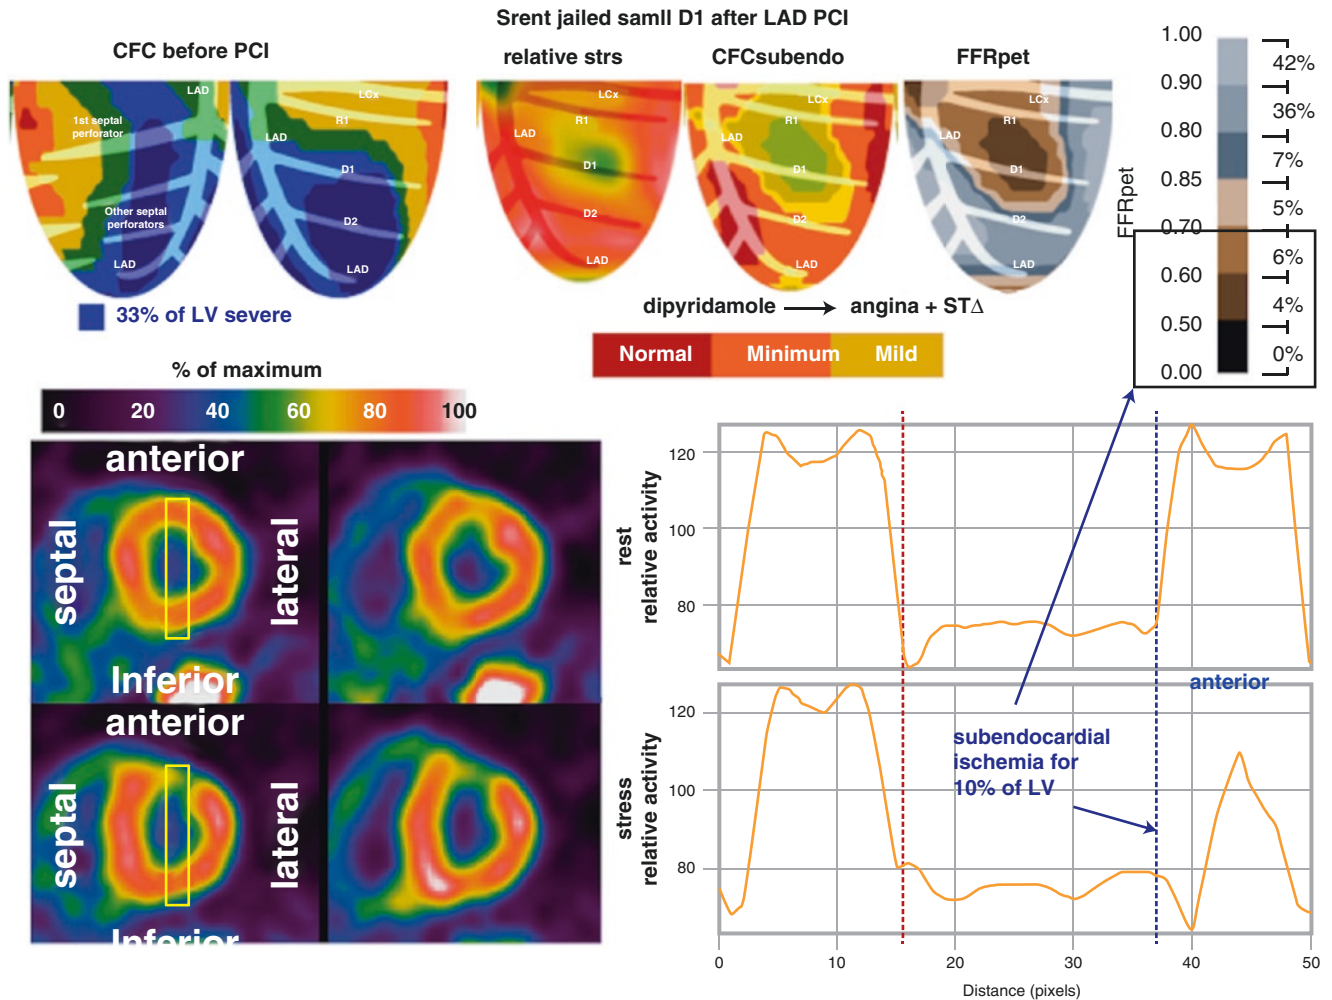 Srent jailed samll D1 after LAD PCI
CFC before PCI
relative strs
CFCsubendo
FFRpet
LAD
1st septal
perforator
Other septal
perforators
LAD
LCx
R1
LAD
D1
D2
LAD
LCx
R1
LAD
D1
D2
LAD
LCx
R1
LAD
D1
D2
LAD
LCx
R1
LAD
D1
D2
LAD
FFRpet
1.00
0.90
0.80
0.85
0.70
0.60
0.50
0.00
42%
36%
7%
5%
6%
4%
0%
33% of LV severe
dipyridamole → angina + ST∆
Normal Minimum Mild
% of maximum
0 20 40 60 80 100
anterior
septal
lateral
Inferior
anterior
septal
lateral
Inferior
rest
relative activity
120
100
80
stress
relative activity
120
100
80
anterior
subendocardial
ischemia for
10% of LV
0 10 20 30 40 50
Distance (pixels)